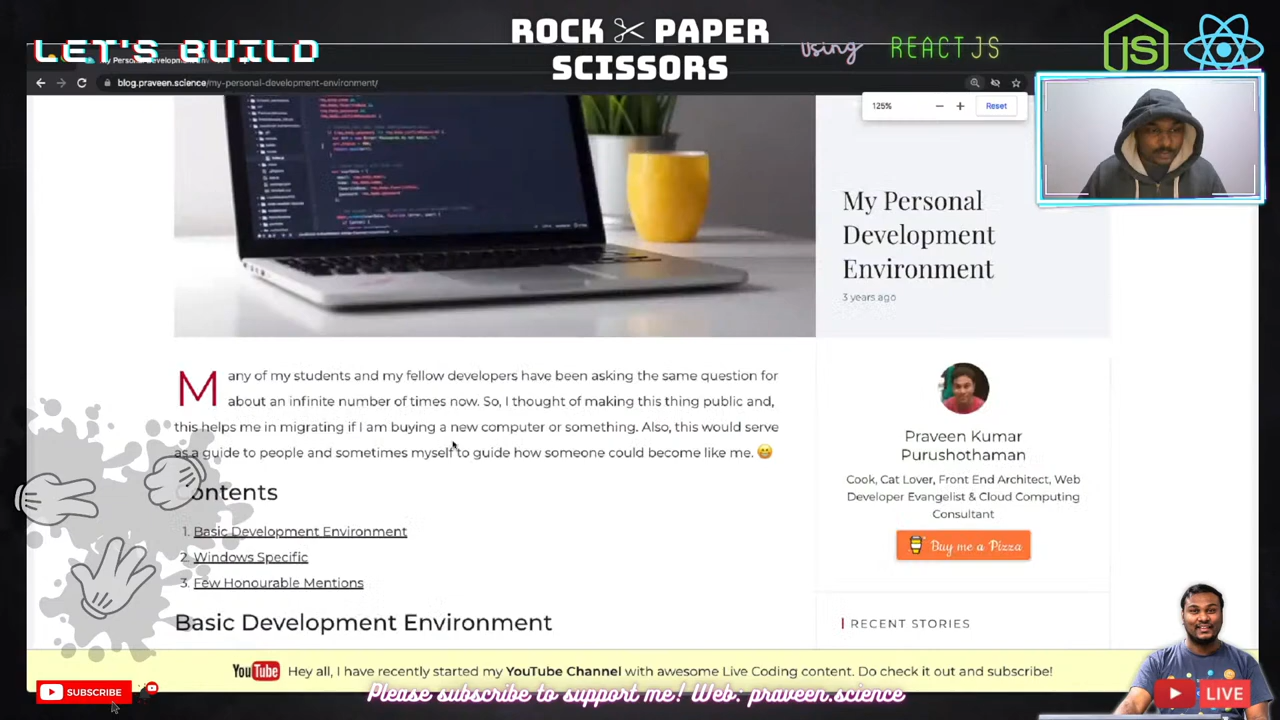 LET'S BUILD
ROCK PAPER
SCISSORS
using REACTJS
JS
blog.praveen.science/my-personal-development-environment/
125%
Reset
My Personal
Development
Environment
3 years ago
Many of my students and my fellow developers have been asking the same question for
about an infinite number of times now. So, I thought of making this thing public and,
this helps me in migrating if I am buying a new computer or something. Also, this would serve
as a guide to people and sometimes myself to guide how someone could become like me. 😁
Praveen Kumar
Purushothaman
Cook, Cat Lover, Front End Architect, Web
Developer Evangelist & Cloud Computing
Consultant
Buy me a Pizza
Contents
1. Basic Development Environment
2. Windows Specific
3. Few Honourable Mentions
Basic Development Environment
RECENT STORIES
YouTube Hey all, I have recently started my YouTube Channel with awesome Live Coding content. Do check it out and subscribe!
SUBSCRIBE
Please subscribe to support me! Web: praveen.science
LIVE